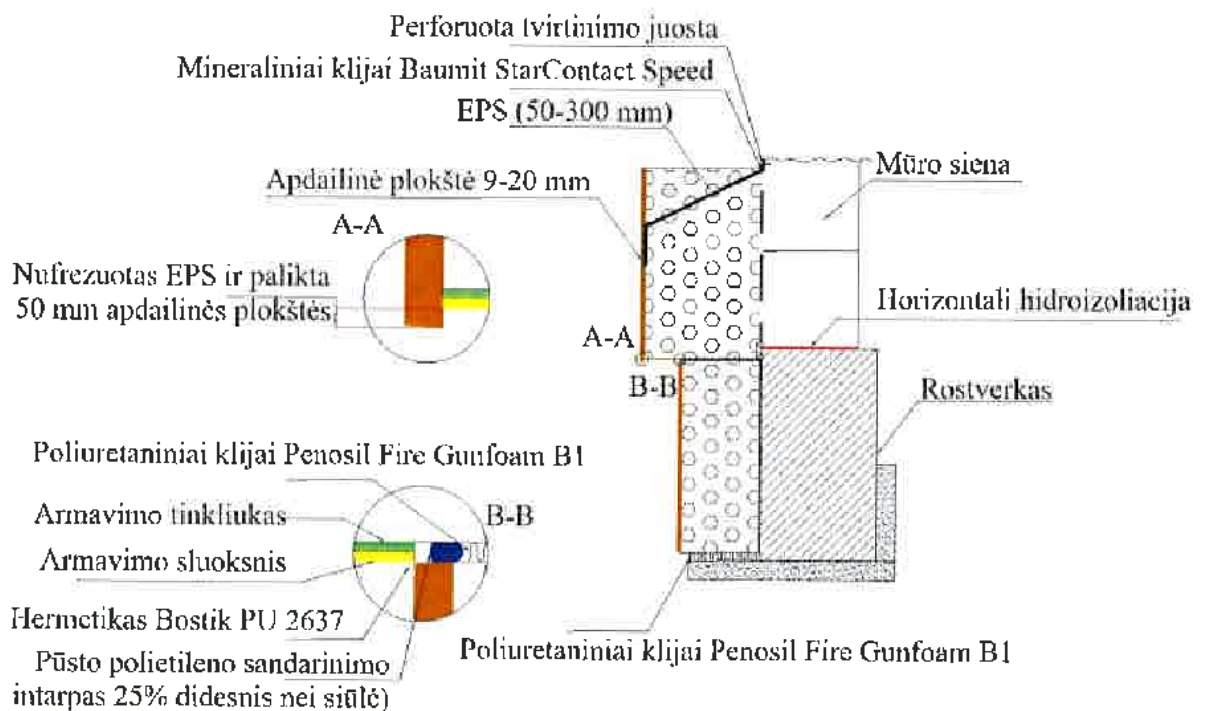 Perforuota tvirtinimo juosta
Mineraliniai klijai Baumit StarContact Speed
EPS (50-300 mm)
Apdailinė plokštė 9-20 mm
Mūro siena
A-A
Nufrezuotas EPS ir palikta
50 mm apdailinės plokštės
Horizontali hidroizoliacija
A-A
B-B
Rostverkas
Poliuretaniniai klijai Penosil Fire Gunfoam B1
Armavimo tinkliukas
B-B
Armavimo sluoksnis
Hermetikas Bostik PU 2637
Poliuretaniniai klijai Penosil Fire Gunfoam B1
Pūsto polietileno sandarinimo
intarpas 25% didesnis nei siūlė)